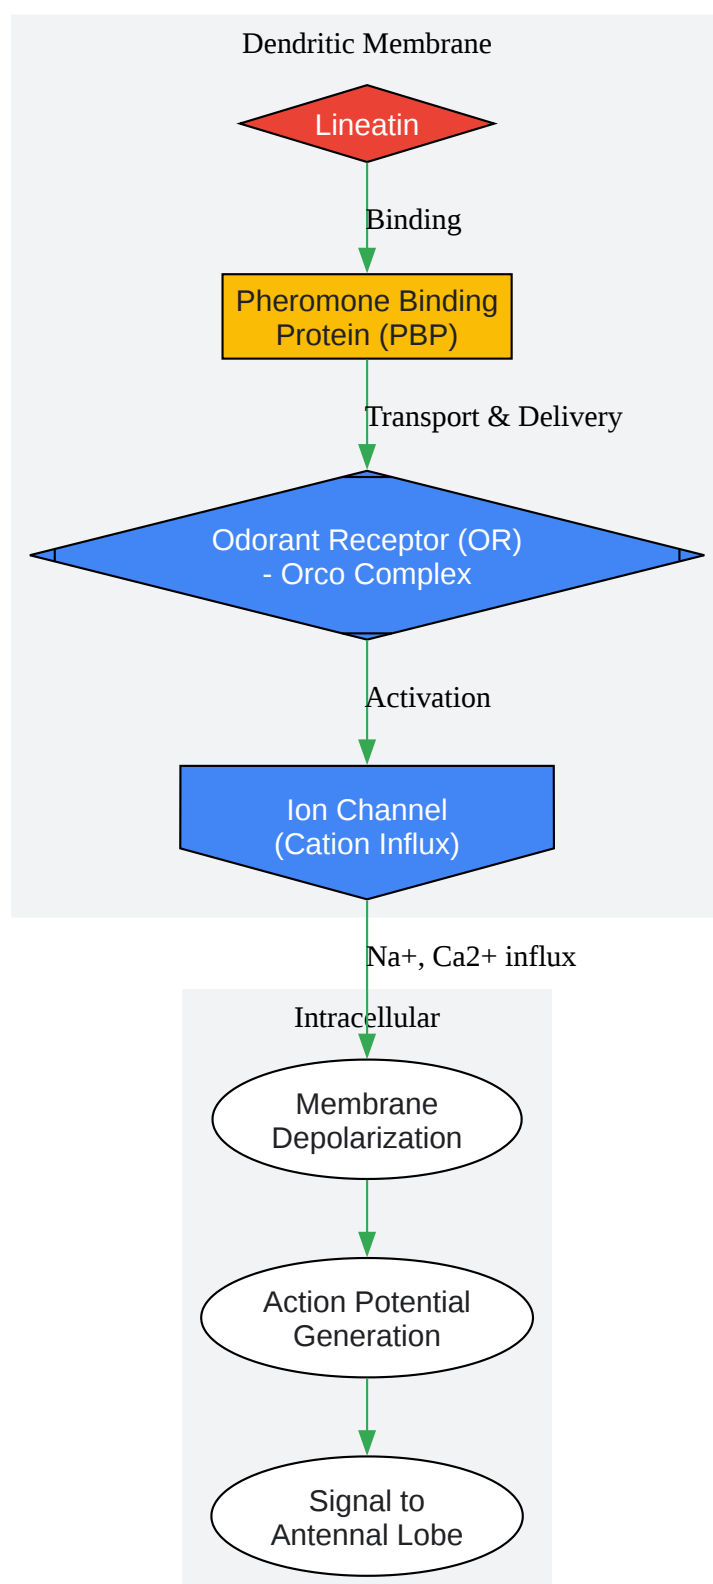 Dendritic Membrane
Lineatin
Binding
Pheromone Binding
Protein (PBP)
Transport & Delivery
Odorant Receptor (OR)
- Orco Complex
Activation
Ion Channel
(Cation Influx)
Na+, Ca2+ influx
Intracellular
Membrane
Depolarization
Action Potential
Generation
Signal to
Antennal Lobe